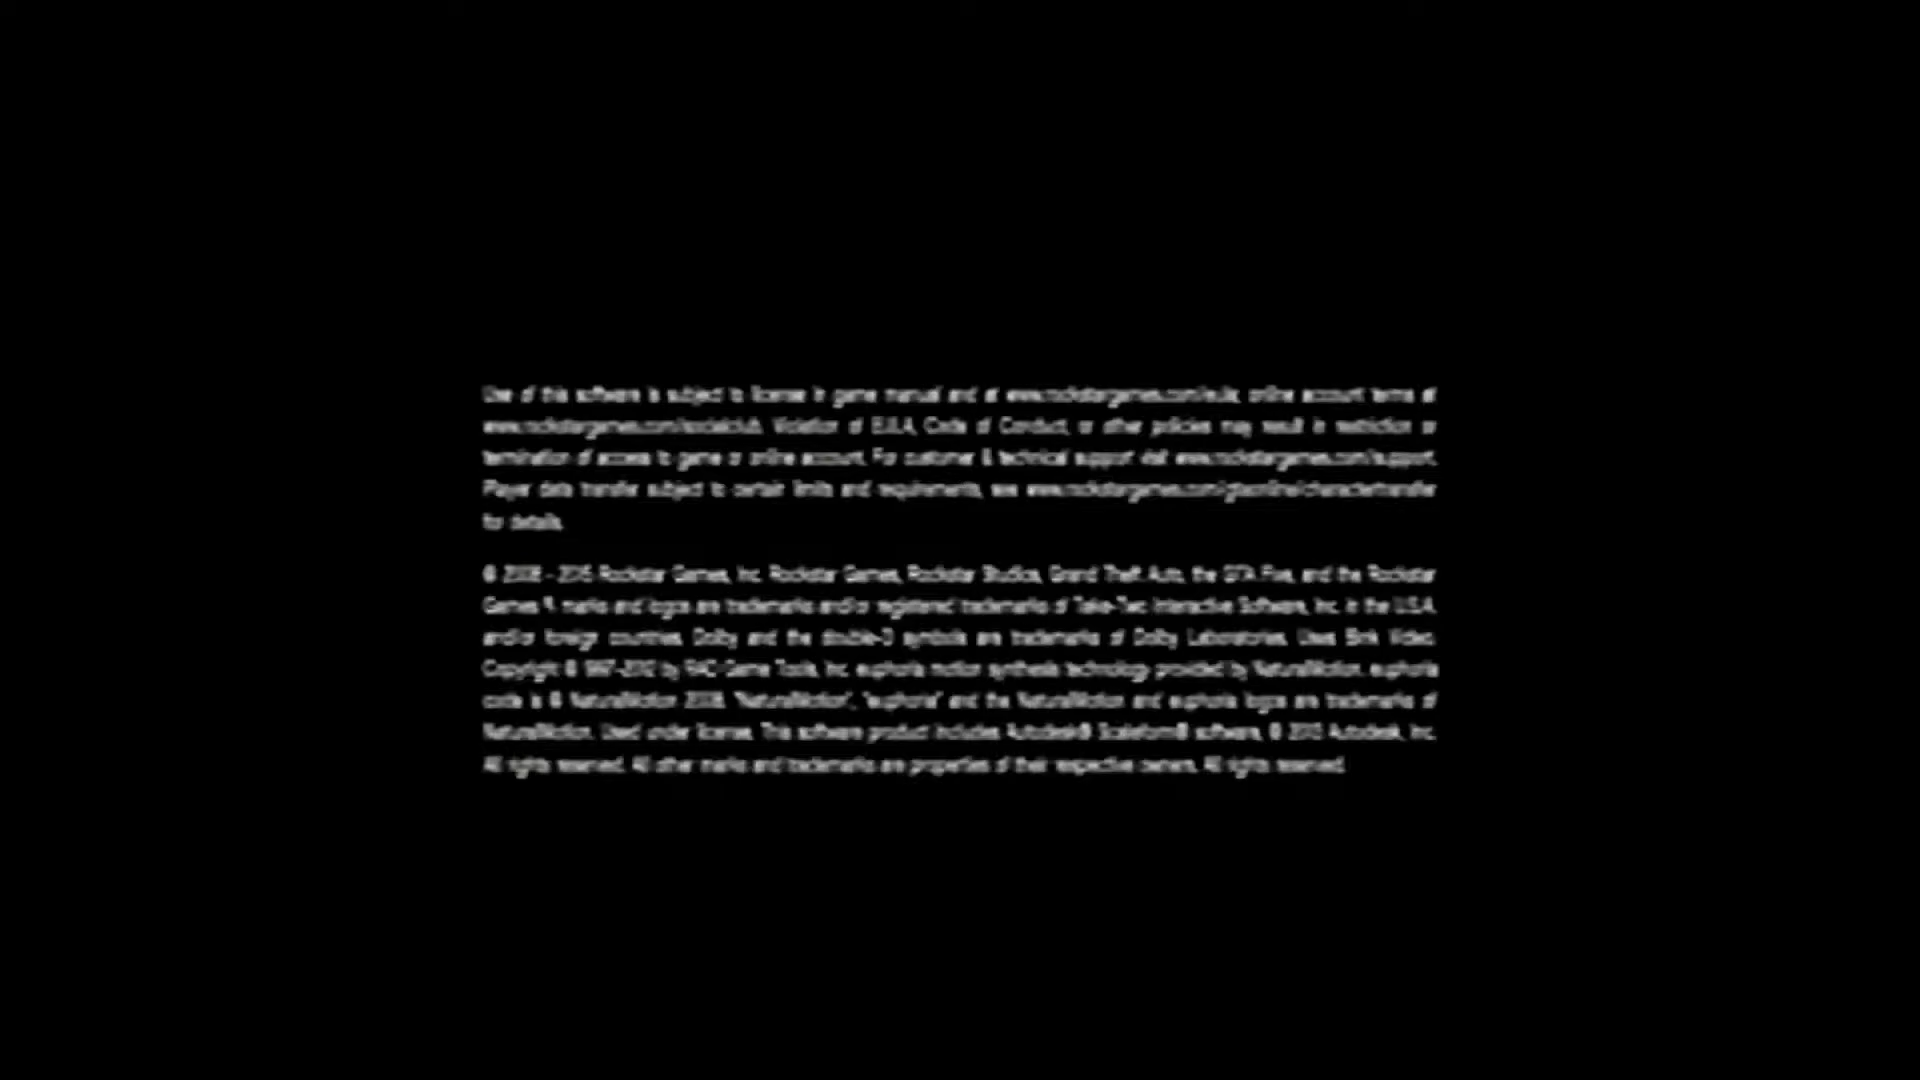 Use of this software is subject to license in game manual and at www.rockstargames.com/eula; online account terms at
www.rockstargames.com/socialclub. Violation of EULA, Code of Conduct, or other policies may result in restriction or
termination of access to game or online account. For customer & technical support visit www.rockstargames.com/support.
Player data transfer subject to certain limits and requirements, see www.rockstargames.com/gtaonline/charactertransfer
for details.
© 2008 - 2015 Rockstar Games, Inc. Rockstar Games, Rockstar Studios, Grand Theft Auto, the GTA Five, and the Rockstar
Games marks and logos are trademarks and/or registered trademarks of Take-Two Interactive Software, Inc. in the U.S.A.
and/or foreign countries. Dolby and the double-D symbols are trademarks of Dolby Laboratories. Uses Bink Video.
Copyright © 1997-2012 by RAD Game Tools, Inc. euphoria motion synthesis technology provided by NaturalMotion. euphoria
code is © NaturalMotion 2008. "NaturalMotion", "euphoria" and the NaturalMotion and euphoria logos are trademarks of
NaturalMotion. Used under license. This software product includes Autodesk® Scaleform® software, © 2013 Autodesk, Inc.
All rights reserved. All other marks and trademarks are properties of their respective owners. All rights reserved.